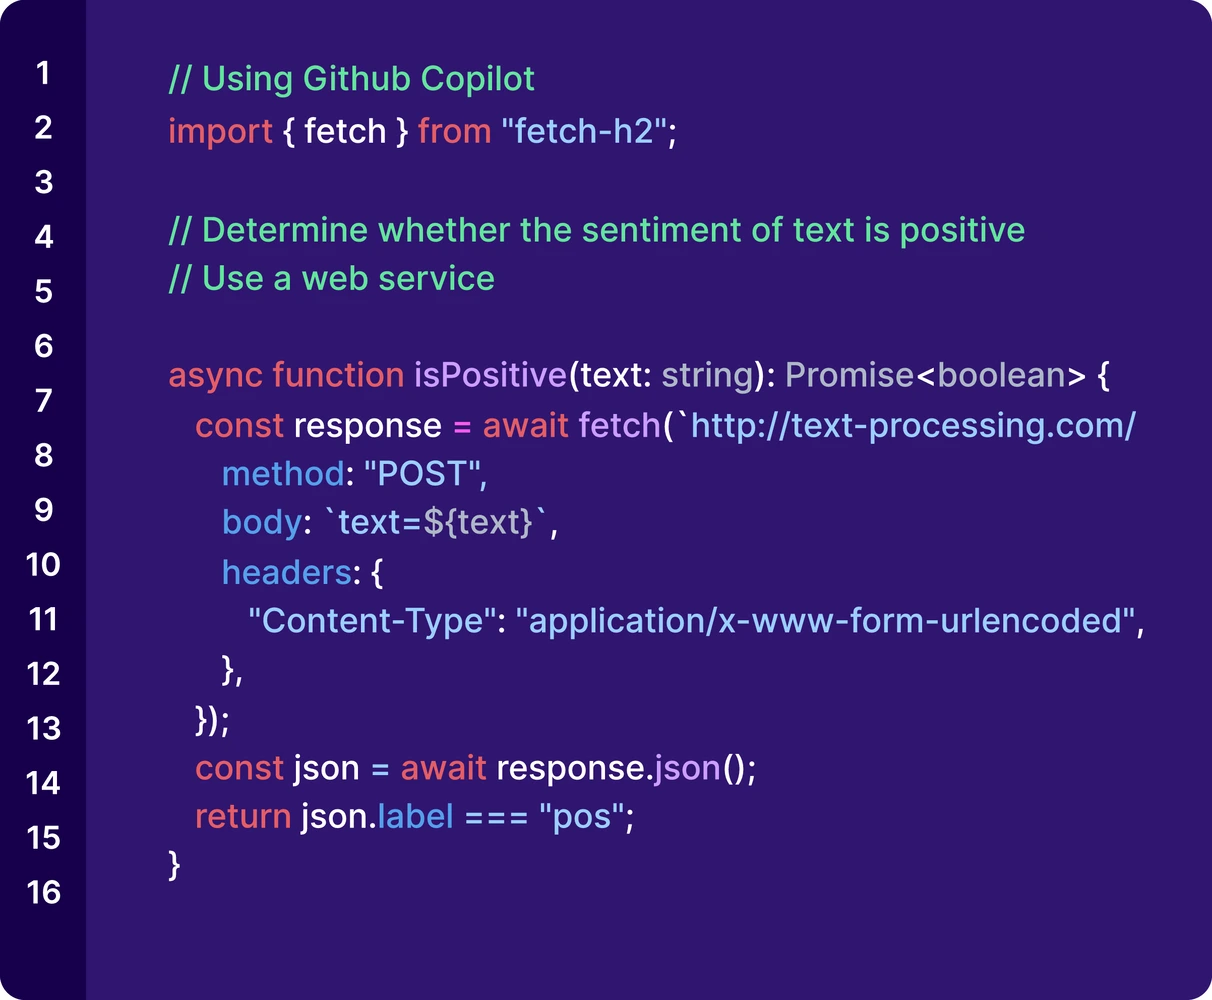 1
2
3
4
5
6
7
8
9
10
11
12
13
14
15
16
// Using Github Copilot
import { fetch } from "fetch-h2";
// Determine whether the sentiment of text is positive
// Use a web service
async function isPositive(text: string): Promise<boolean> {
const response = await fetch(`http://text-processing.com/
method: "POST",
body: `text=${text}`,
headers: {
"Content-Type": "application/x-www-form-urlencoded",
},
});
const json = await response.json();
return json.label === "pos";
}